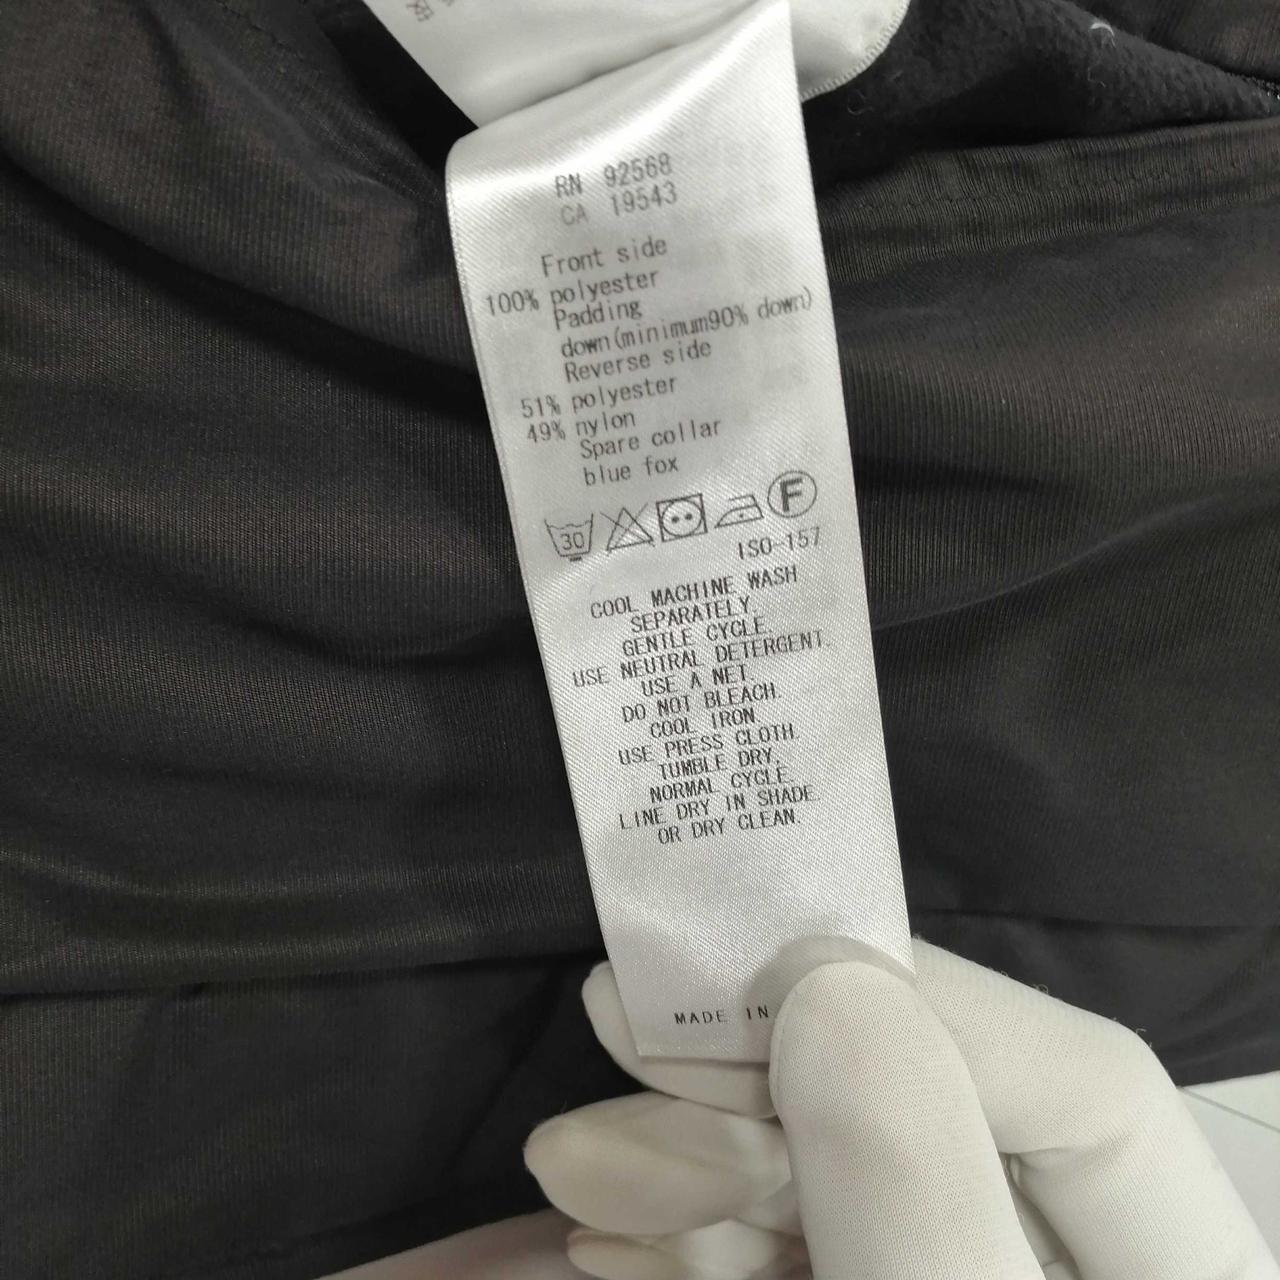 RN 92568
CA 19543
Front side
100% polyester
Padding
down(minimum90% down)
Reverse side
51% polyester
49% nylon
Spare collar
blue fox
30
F
ISO-157
COOL MACHINE WASH
SEPARATELY.
GENTLE CYCLE.
USE NEUTRAL DETERGENT.
USE A NET.
DO NOT BLEACH.
COOL IRON.
USE PRESS CLOTH.
TUMBLE DRY,
NORMAL CYCLE.
LINE DRY IN SHADE.
OR DRY CLEAN.
MADE IN